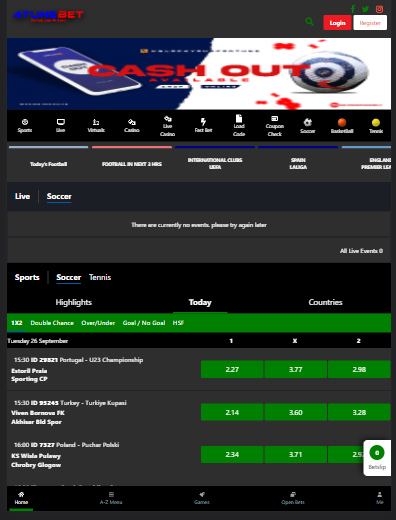 Login
Register
CASH OUT
AVAILABLE
Sports
Live
Virtuals
Casino
Live
Casino
Fast Bet
Load
Code
Coupon
Check
Soccer
Basketball
Tennis
Today's Football
FOOTBALL IN NEXT 3 HRS
INTERNATIONAL CLUBS
UEFA
SPAIN
LALIGA
ENGLAN
PREMIER LEA
Live
Soccer
There are currently no events. please try again later
All Live Events 0
Sports
Soccer
Tennis
Highlights
Today
Countries
1X2 Double Chance Over/Under Goal / No Goal HSF
Tuesday 26 September 1 X 2
15:30 ID 29821 Portugal - U23 Championship
Estoril Praia
Sporting CP
2.27 3.77 2.98
15:30 ID 95245 Turkey - Turkiye Kupasi
Viven Bornova FK
Akhisar Bld Spor
2.14 3.60 3.28
16:00 ID 7327 Poland - Puchar Polski
KS Wisla Pulawy
Chrobry Glogow
2.34 3.71
0
Betslip
Home
A-Z Menu
Games
Open Bets
Me